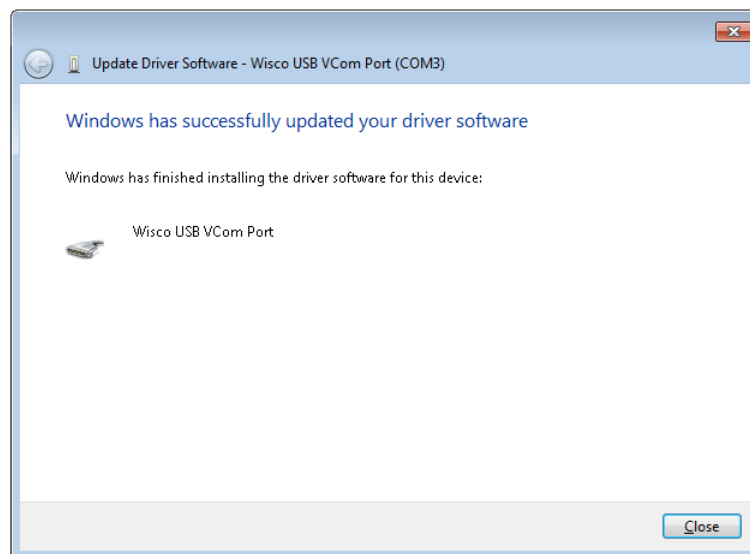 Update Driver Software - Wisco USB VCom Port (COM3)
Windows has successfully updated your driver software
Windows has finished installing the driver software for this device:
Wisco USB VCom Port
Close